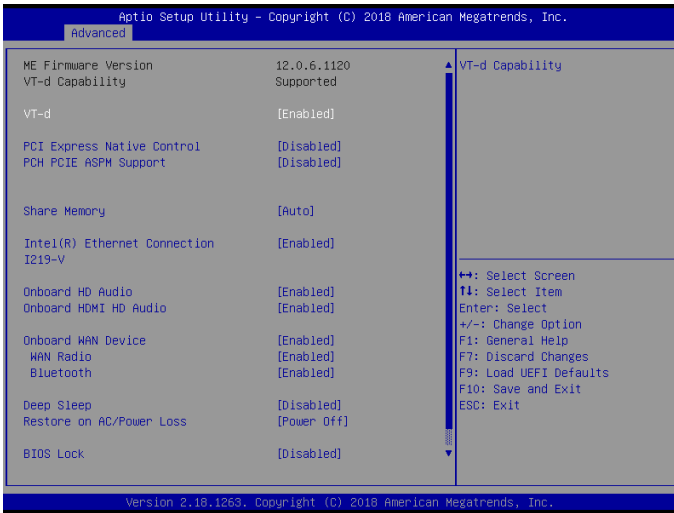 Aptio Setup Utility – Copyright (C) 2018 American Megatrends, Inc.
Advanced
ME Firmware Version 12.0.6.1120
VT-d Capability Supported
VT-d [Enabled]
PCI Express Native Control [Disabled]
PCH PCIE ASPM Support [Disabled]
Share Memory [Auto]
Intel(R) Ethernet Connection [Enabled]
I219-V
Onboard HD Audio [Enabled]
Onboard HDMI HD Audio [Enabled]
Onboard WAN Device [Enabled]
WAN Radio [Enabled]
Bluetooth [Enabled]
Deep Sleep [Disabled]
Restore on AC/Power Loss [Power Off]
BIOS Lock [Disabled]
VT-d Capability
↔: Select Screen
↑↓: Select Item
Enter: Select
+/-: Change Option
F1: General Help
F7: Discard Changes
F9: Load UEFI Defaults
F10: Save and Exit
ESC: Exit
Version 2.18.1263. Copyright (C) 2018 American Megatrends, Inc.